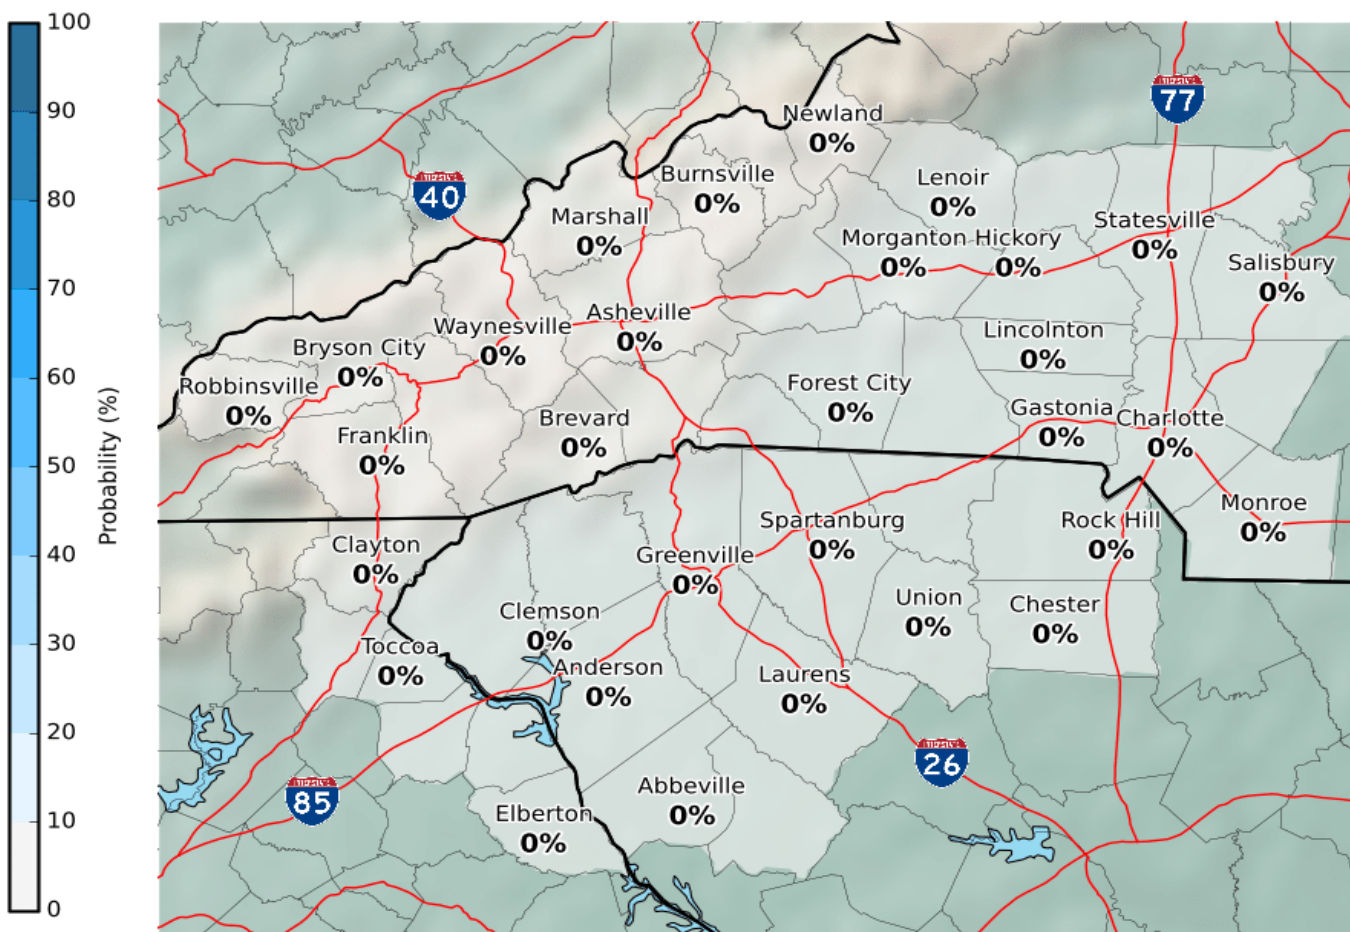 100
90
80
70
60
50
40
30
20
10
0
Probability (%)
INTERSTATE
77
Newland
0%
INTERSTATE
40
Burnsville
0%
Lenoir
0%
Marshall
0%
Statesville
0%
Morganton
0%
Hickory
0%
Salisbury
0%
Asheville
0%
Waynesville
0%
Lincolnton
0%
Bryson City
0%
Robbinsville
0%
Forest City
0%
Brevard
0%
Gastonia
0%
Charlotte
0%
Franklin
0%
Monroe
0%
Spartanburg
0%
Rock Hill
0%
Clayton
0%
Greenville
0%
Clemson
0%
Union
0%
Chester
0%
Toccoa
0%
Anderson
0%
Laurens
0%
INTERSTATE
26
INTERSTATE
85
Abbeville
0%
Elberton
0%